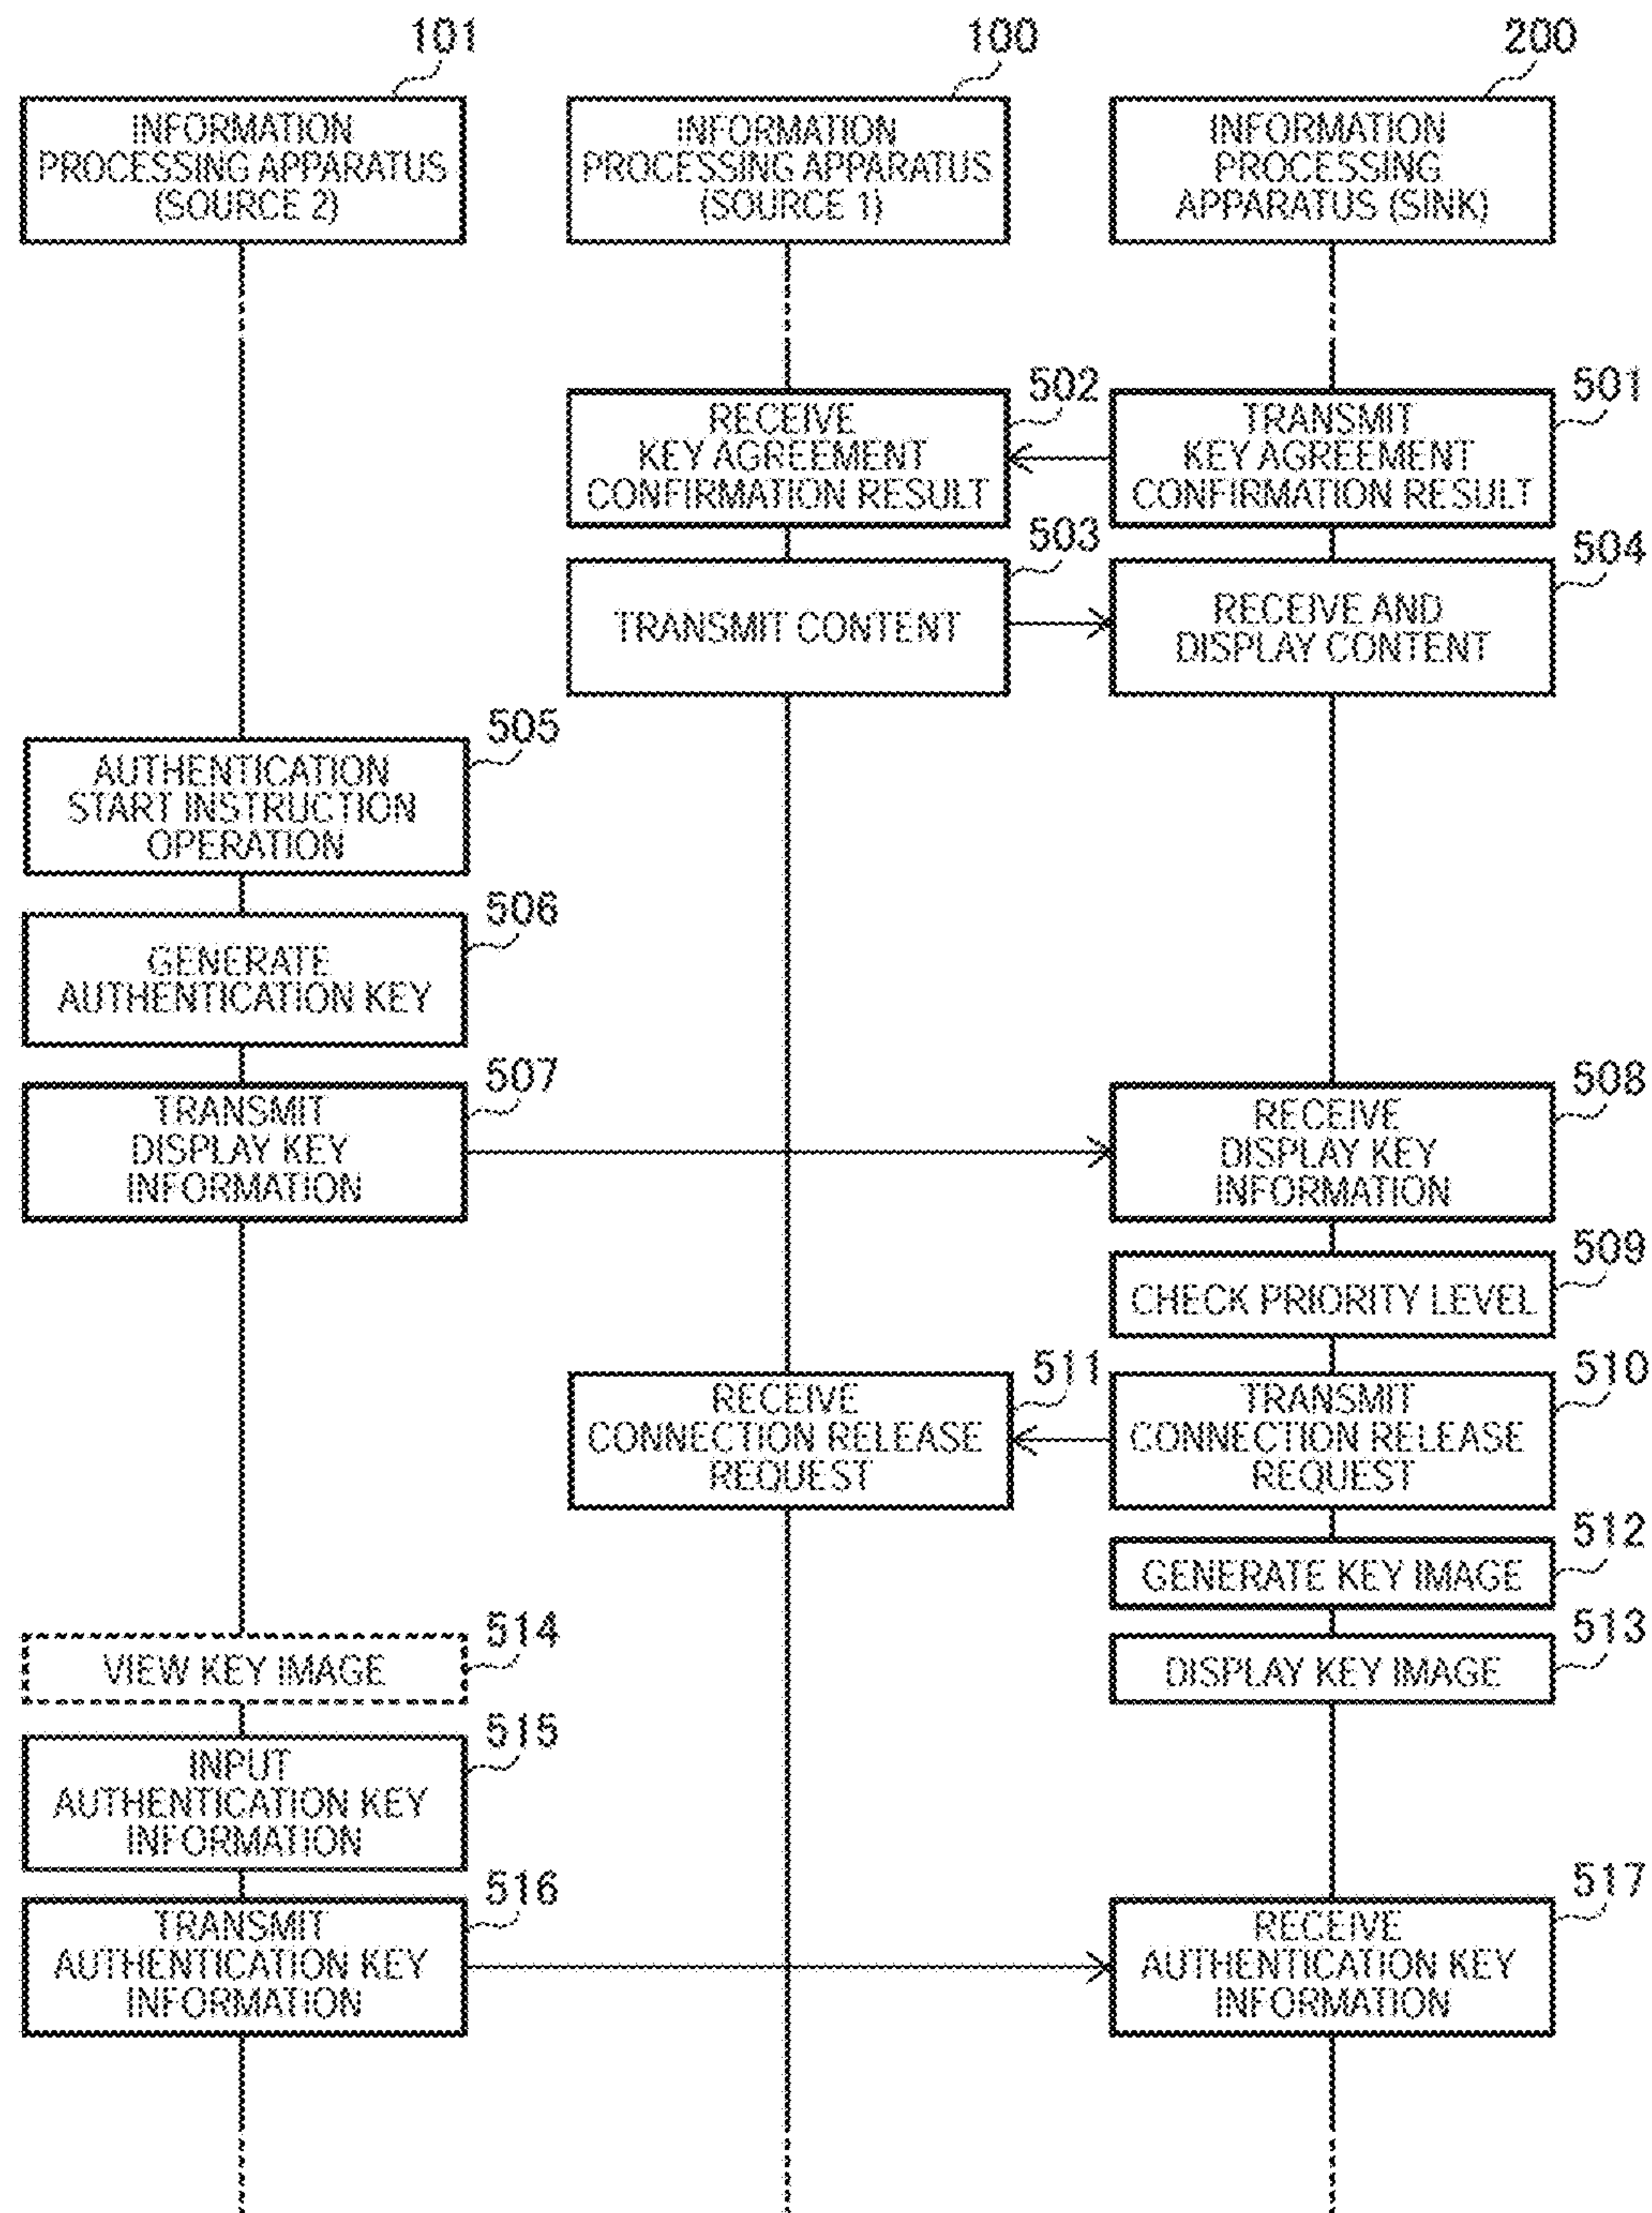 101
100
200
INFORMATION
PROCESSING APPARATUS
(SOURCE 2)
INFORMATION
PROCESSING APPARATUS
(SOURCE 1)
INFORMATION
PROCESSING
APPARATUS (SINK)
502
RECEIVE
KEY AGREEMENT
CONFIRMATION RESULT
501
TRANSMIT
KEY AGREEMENT
CONFIRMATION RESULT
503
TRANSMIT CONTENT
504
RECEIVE AND
DISPLAY CONTENT
505
AUTHENTICATION
START INSTRUCTION
OPERATION
506
GENERATE
AUTHENTICATION KEY
507
TRANSMIT
DISPLAY KEY
INFORMATION
508
RECEIVE
DISPLAY KEY
INFORMATION
509
CHECK PRIORITY LEVEL
511
RECEIVE
CONNECTION RELEASE
REQUEST
510
TRANSMIT
CONNECTION RELEASE
REQUEST
512
GENERATE KEY IMAGE
514
VIEW KEY IMAGE
513
DISPLAY KEY IMAGE
515
INPUT
AUTHENTICATION KEY
INFORMATION
516
TRANSMIT
AUTHENTICATION KEY
INFORMATION
517
RECEIVE
AUTHENTICATION KEY
INFORMATION